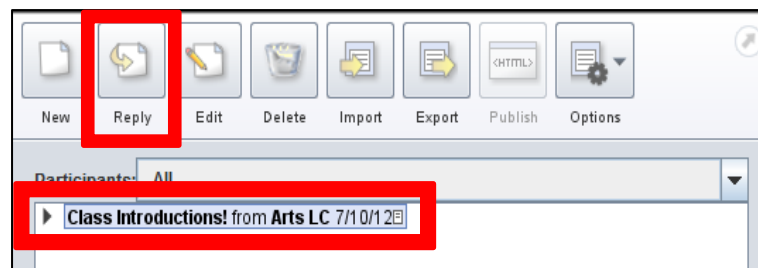 <HTML>
New Reply Edit Delete Import Export Publish Options
Participants: All
Class Introductions! from Arts LC 7/10/12